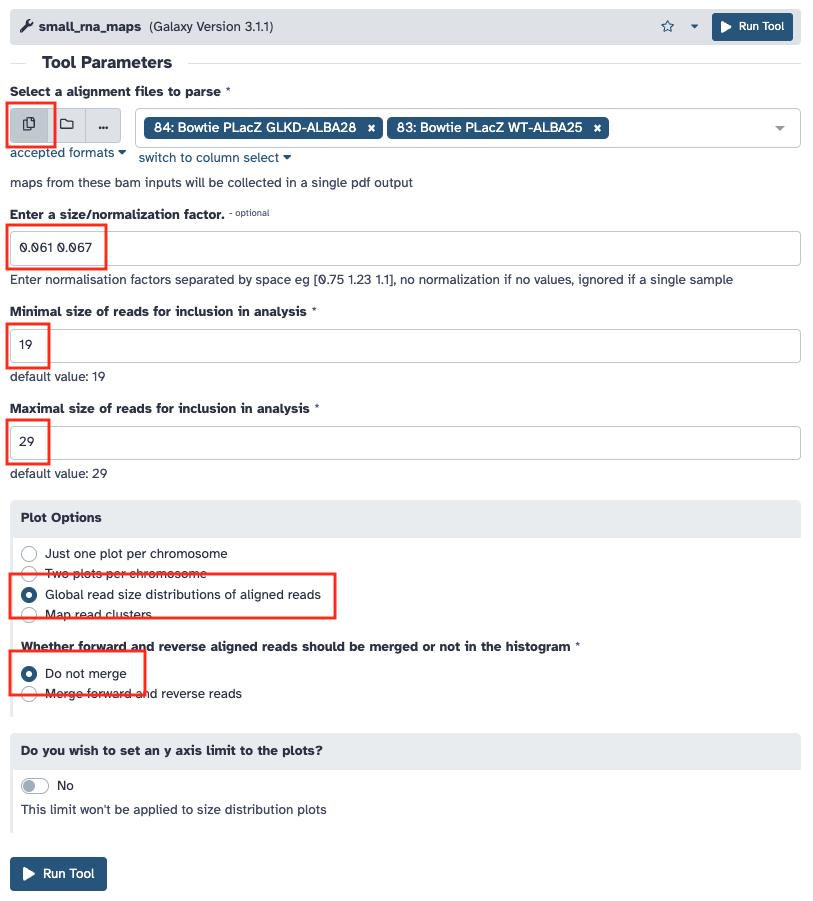 small_rna_maps (Galaxy Version 3.1.1) Run Tool
Tool Parameters
Select a alignment files to parse *
... 84: Bowtie PLacZ GLKD-ALBA28 × 83: Bowtie PLacZ WT-ALBA25 ×
accepted formats switch to column select
maps from these bam inputs will be collected in a single pdf output
Enter a size/normalization factor. - optional
0.061 0.067
Enter normalisation factors separated by space eg [0.75 1.23 1.1], no normalization if no values, ignored if a single sample
Minimal size of reads for inclusion in analysis *
19
default value: 19
Maximal size of reads for inclusion in analysis *
29
default value: 29
Plot Options
Just one plot per chromosome
Two plots per chromosome
Global read size distributions of aligned reads
Map read clusters
Whether forward and reverse aligned reads should be merged or not in the histogram *
Do not merge
Merge forward and reverse reads
Do you wish to set an y axis limit to the plots?
No
This limit won't be applied to size distribution plots
Run Tool